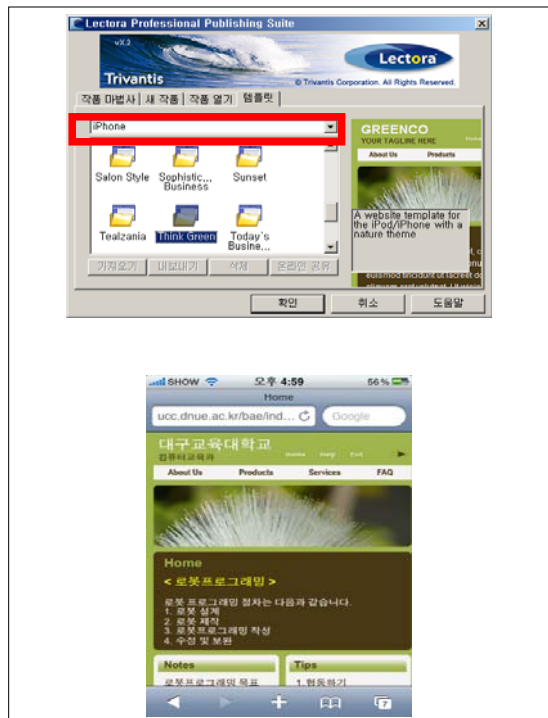 Lectora Professional Publishing Suite
vX.2
Trivantis
Lectora
© Trivantis Corporation. All Rights Reserved.
작품 마법사 새 작품 작품 열기 템플릿
iPhone
Salon Style Sophistic... Business Sunset
Tealzania Think Green Today's Busine...
가져오기 내보내기 삭제 온라인 공유
GREENCO
YOUR TAGLINE HERE
About Us Products
A website template for
the iPod/iPhone with a
nature theme
확인 취소 도움말
SHOW 오후 4:59 56%
Home
ucc.dnue.ac.kr/bae/ind... Google
대구교육대학교
컴퓨터교육과
About Us Products Services FAQ
Home
< 로봇프로그래밍 >
로봇 프로그래밍 절차는 다음과 같습니다.
1. 로봇 설계
2. 로봇 제작
3. 로봇프로그래밍 작성
4. 수정 및 보완
Notes Tips
로봇프로그래밍 목표 1.협동하기
7